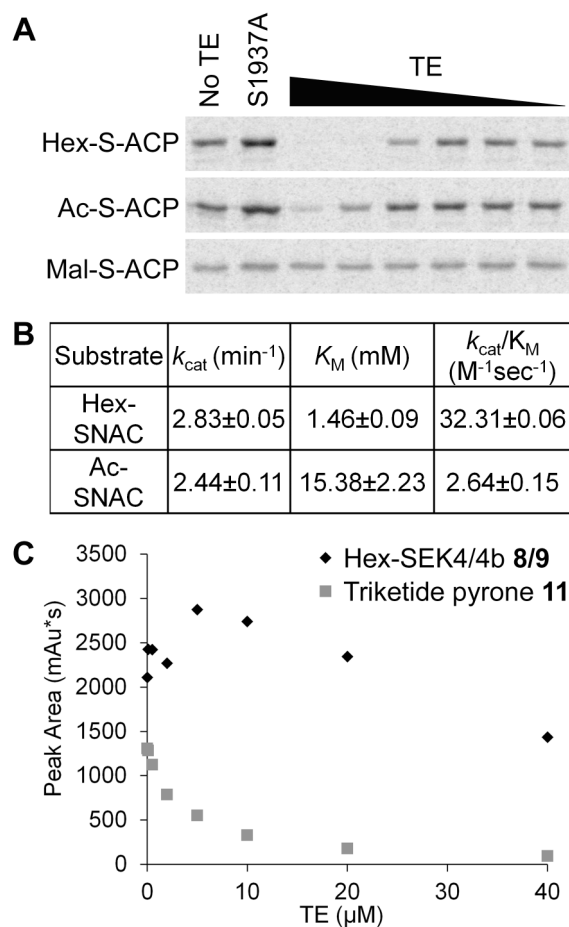 A
No TE
S1937A
TE
Hex-S-ACP
Ac-S-ACP
Mal-S-ACP
B
Substrate kcat (min-1) KM (mM) kcat/KM (M-1sec-1)
Hex-SNAC 2.83±0.05 1.46±0.09 32.31±0.06
Ac-SNAC 2.44±0.11 15.38±2.23 2.64±0.15
C
Hex-SEK4/4b 8/9
Triketide pyrone 11
Peak Area (mAu*s)
3500
3000
2500
2000
1500
1000
500
0
0 10 20 30 40
TE (µM)